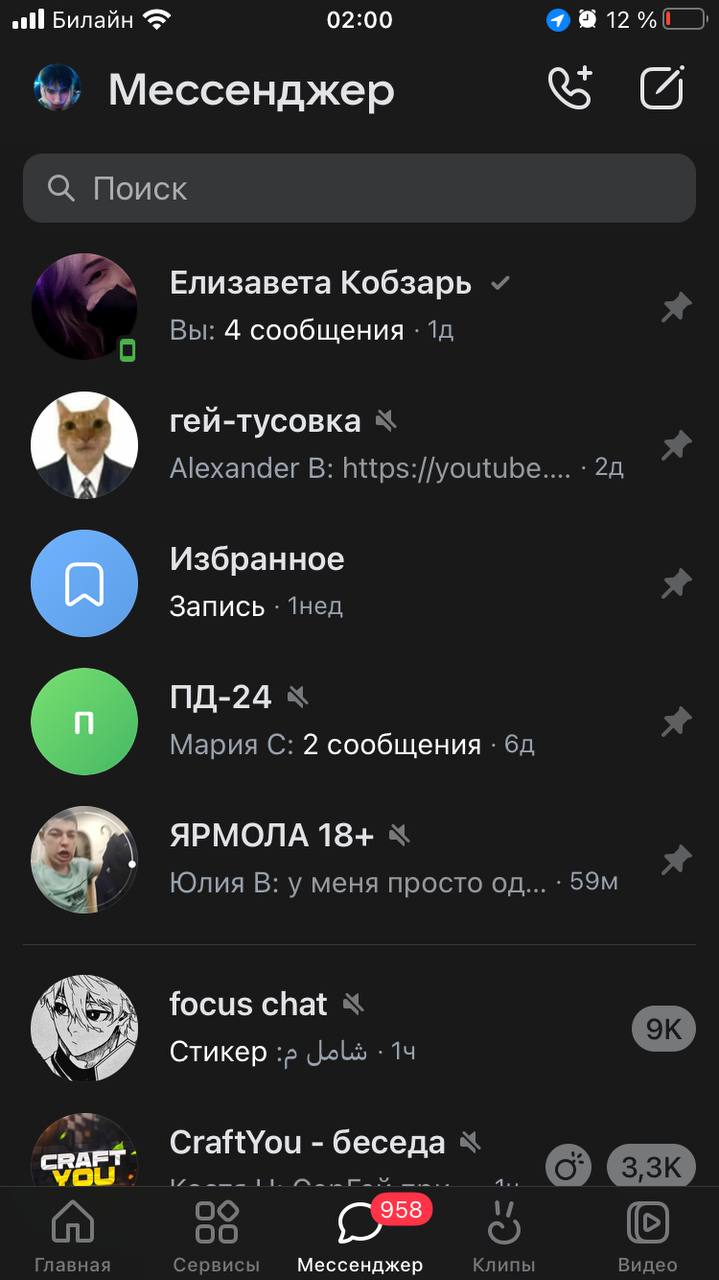 Билайн 02:00 12 %
Мессенджер
Поиск
Елизавета Кобзарь
Вы: 4 сообщения · 1д
гей-тусовка
Alexander B: https://youtube.... · 2д
Избранное
Запись · 1нед
п
ПД-24
Мария С: 2 сообщения · 6д
ЯРМОЛА 18+
Юлия В: у меня просто од... · 59м
focus chat
9K
Стикер :شامل م · 1ч
CRAFT YOU
CraftYou - беседа
3,3K
958
Главная Сервисы Мессенджер Клипы Видео